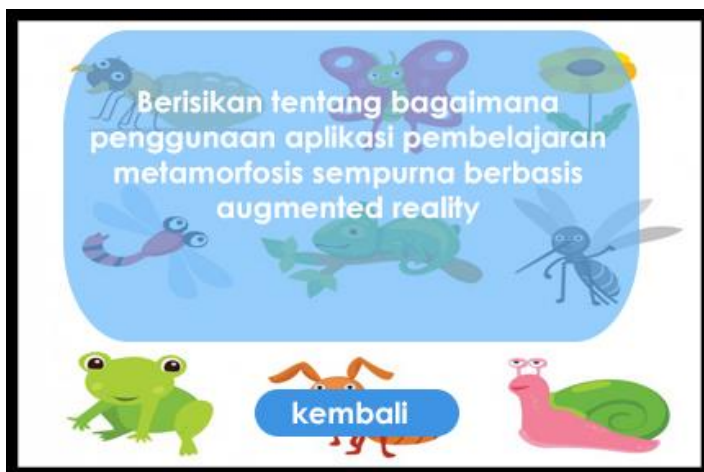 Berisikan tentang bagaimana
penggunaan aplikasi pembelajaran
metamorfosis sempurna berbasis
augmented reality
kembali